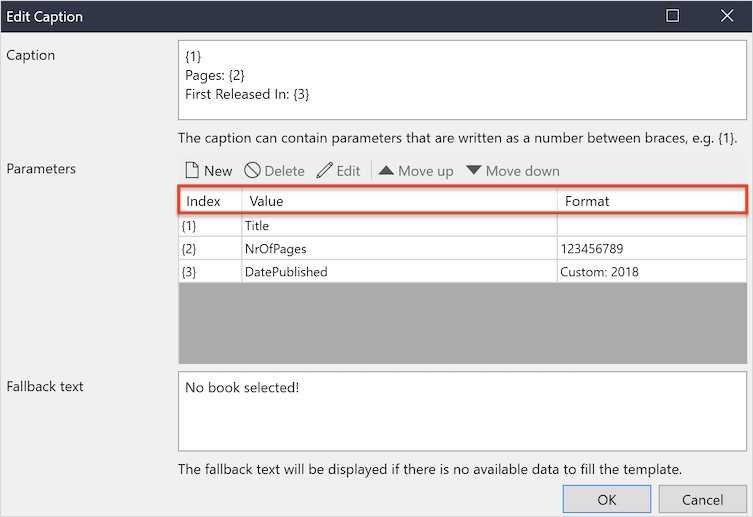 Edit Caption
Caption
{1}
Pages: {2}
First Released In: {3}
The caption can contain parameters that are written as a number between braces, e.g. {1}.
Parameters
New Delete Edit Move up Move down
Index Value Format
{1} Title
{2} NrOfPages 123456789
{3} DatePublished Custom: 2018
Fallback text
No book selected!
The fallback text will be displayed if there is no available data to fill the template.
OK Cancel